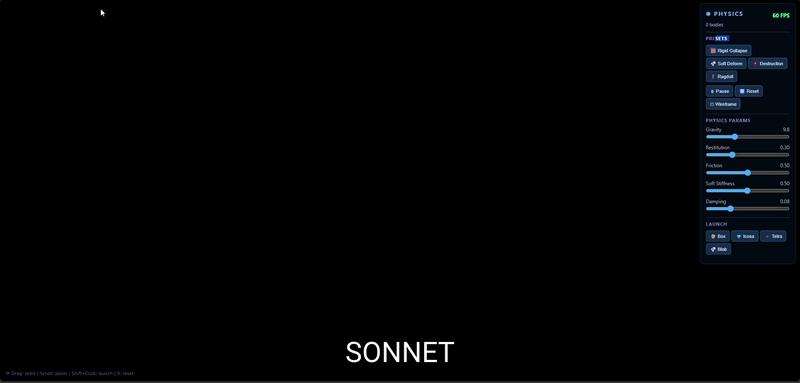 PHYSICS
60 FPS
0 bodies
PRESETS
Rigid Collapse
Soft Deform
Destruction
Ragdoll
Pause
Reset
Wireframe
PHYSICS PARAMS
Gravity 9.8
Restitution 0.30
Friction 0.50
Soft Stiffness 0.50
Damping 0.08
LAUNCH
Box
Icosa
Tetra
Blob
SONNET
Drag: orbit | Scroll: zoom | Shift+Click: launch | R: reset